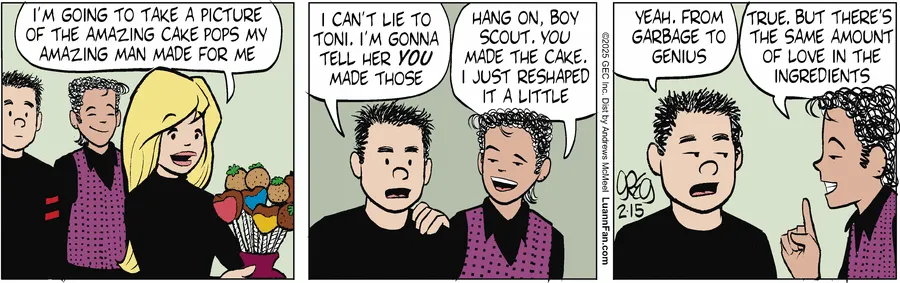 I'M GOING TO TAKE A PICTURE
OF THE AMAZING CAKE POPS MY
AMAZING MAN MADE FOR ME
I CAN'T LIE TO
TONI. I'M GONNA
TELL HER YOU
MADE THOSE
HANG ON, BOY
SCOUT. YOU
MADE THE CAKE.
I JUST RESHAPED
IT A LITTLE
©2025 GEC Inc. Dist by Andrews McMeel LuannFan.com
YEAH. FROM
GARBAGE TO
GENIUS
TRUE, BUT THERE'S
THE SAME AMOUNT
OF LOVE IN THE
INGREDIENTS
GREG
2:15